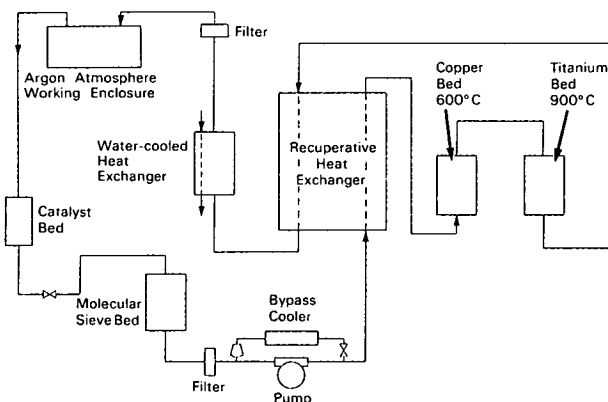 Filter
Argon Atmosphere
Working Enclosure
Water-cooled
Heat
Exchanger
Recuperative
Heat
Exchanger
Copper
Bed
600°C
Titanium
Bed
900°C
Catalyst
Bed
Molecular
Sieve Bed
Bypass
Cooler
Filter
Pump